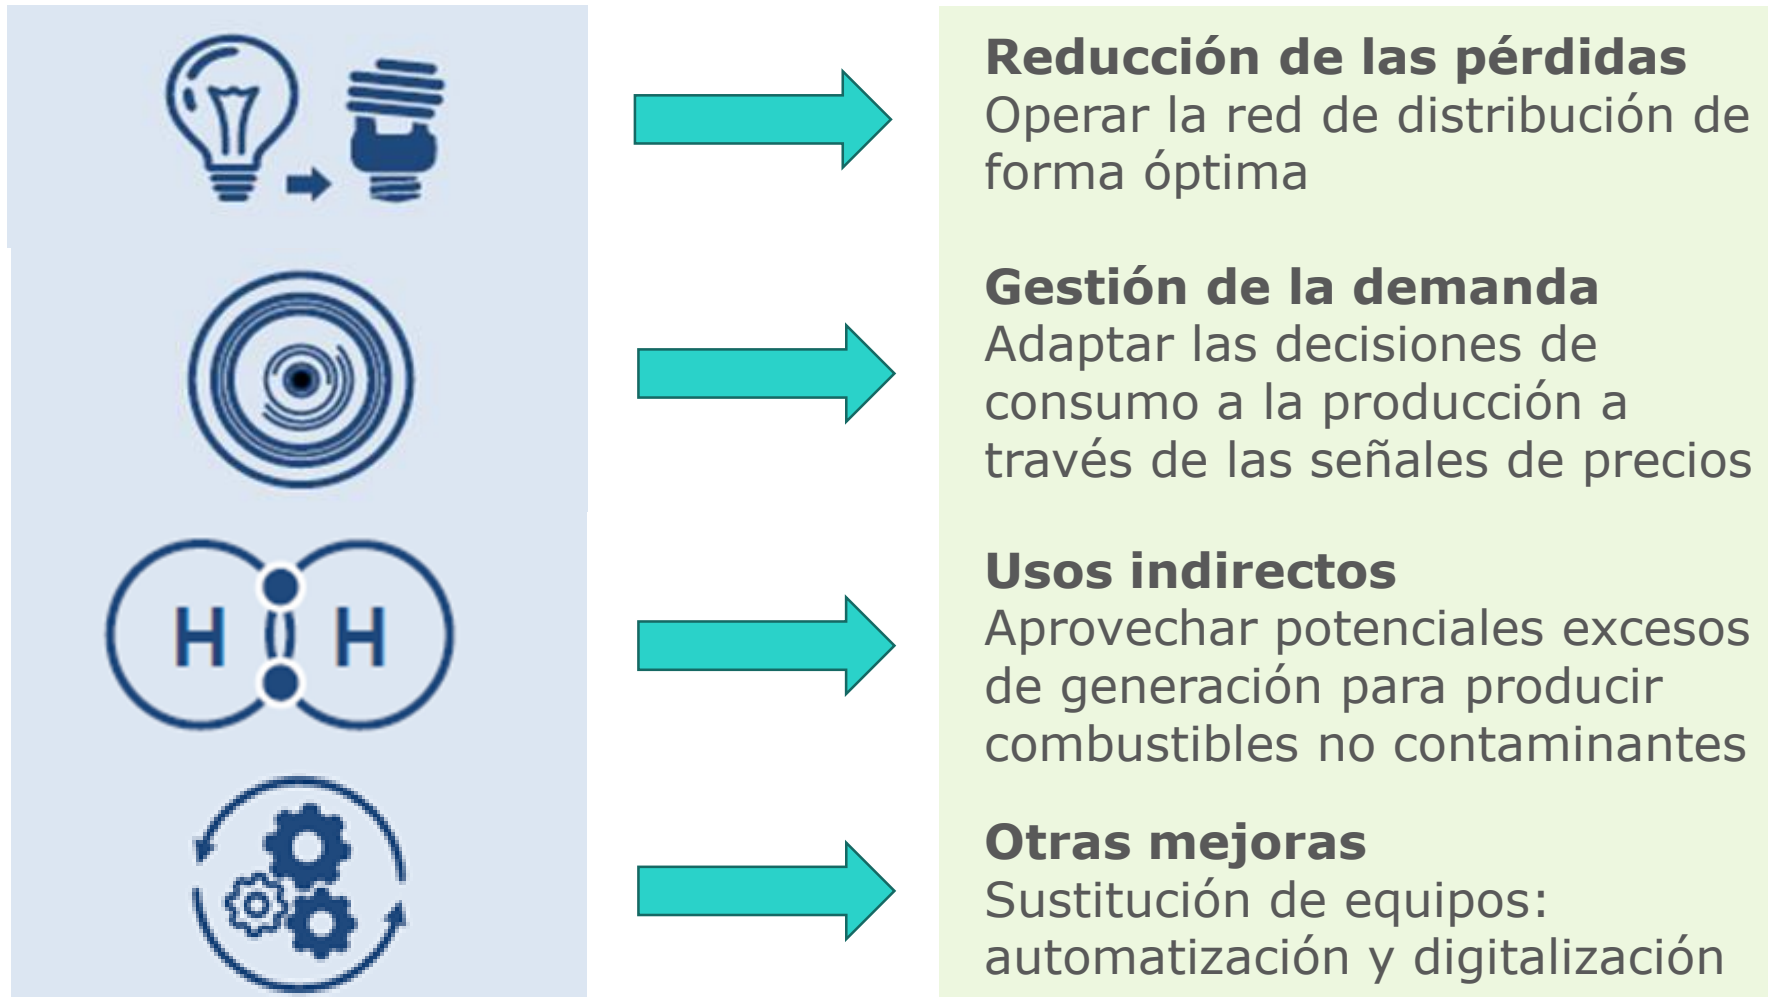 Reducción de las pérdidas
Operar la red de distribución de
forma óptima
Gestión de la demanda
Adaptar las decisiones de
consumo a la producción a
través de las señales de precios
H H
Usos indirectos
Aprovechar potenciales excesos
de generación para producir
combustibles no contaminantes
Otras mejoras
Sustitución de equipos:
automatización y digitalización